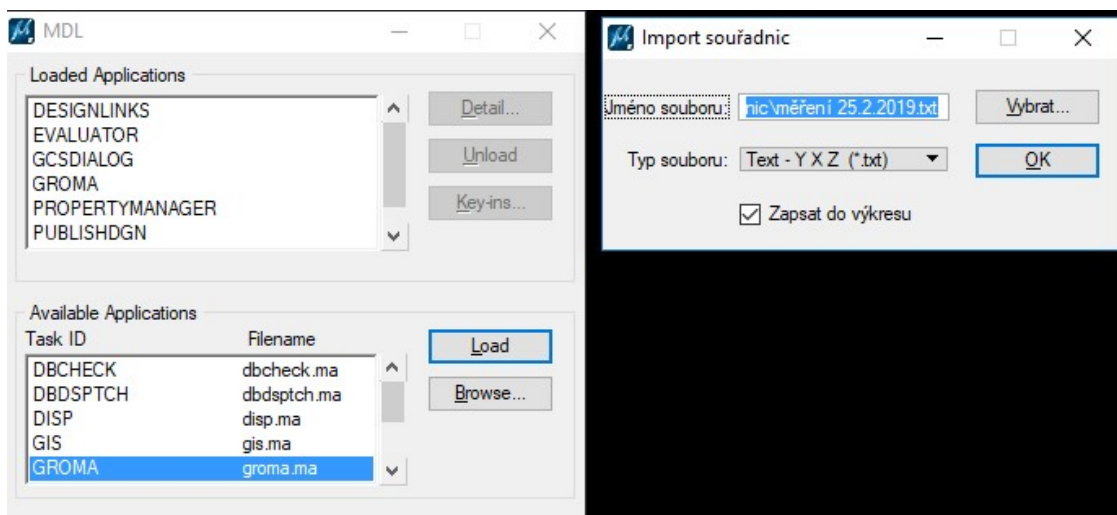 MDL
Loaded Applications
DESIGNLINKS
EVALUATOR
GCSDIALOG
GROMA
PROPERTYMANAGER
PUBLISHDGN
Detail...
Unload
Key-ins...
Available Applications
Task ID Filename
DBCHECK dbcheck.ma
DBDSPTCH dbdsptch.ma
DISP disp.ma
GIS gis.ma
GROMA groma.ma
Load
Browse...
Import souřadnic
Jméno souboru: nic\měření 25.2.2019.txt Vybrat...
Typ souboru: Text - Y X Z (*.txt) OK
Zapsat do výkresu